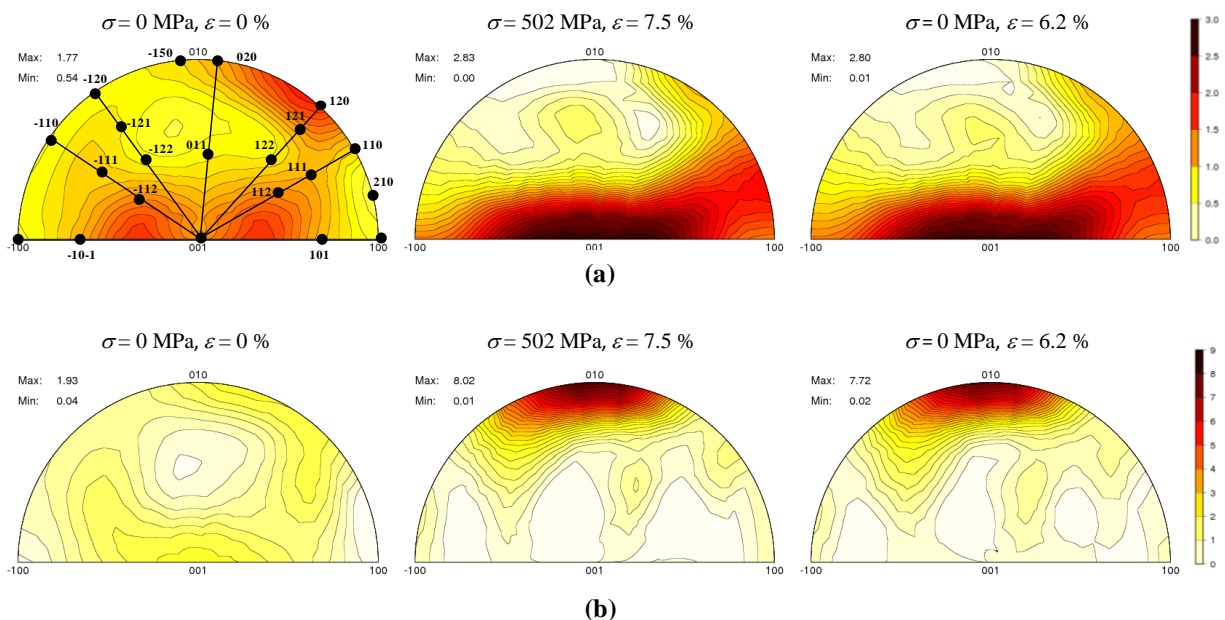 σ = 0 MPa, ε = 0 %
σ = 502 MPa, ε = 7.5 %
σ = 0 MPa, ε = 6.2 %
Max: 1.77
Min: 0.54
-150
010
020
-120
120
-121
121
-110
110
-122
011
122
-111
111
210
-112
112
-100
-10-1
001
101
100
Max: 2.83
Min: 0.00
010
-100
001
100
Max: 2.80
Min: 0.01
010
-100
001
100
3.0
2.5
2.0
1.5
1.0
0.5
0.0
(a)
σ = 0 MPa, ε = 0 %
σ = 502 MPa, ε = 7.5 %
σ = 0 MPa, ε = 6.2 %
Max: 1.93
Min: 0.04
010
-100
001
100
Max: 8.02
Min: 0.01
010
-100
001
100
Max: 7.72
Min: 0.02
010
-100
001
100
9
8
7
6
5
4
3
2
1
0
(b)